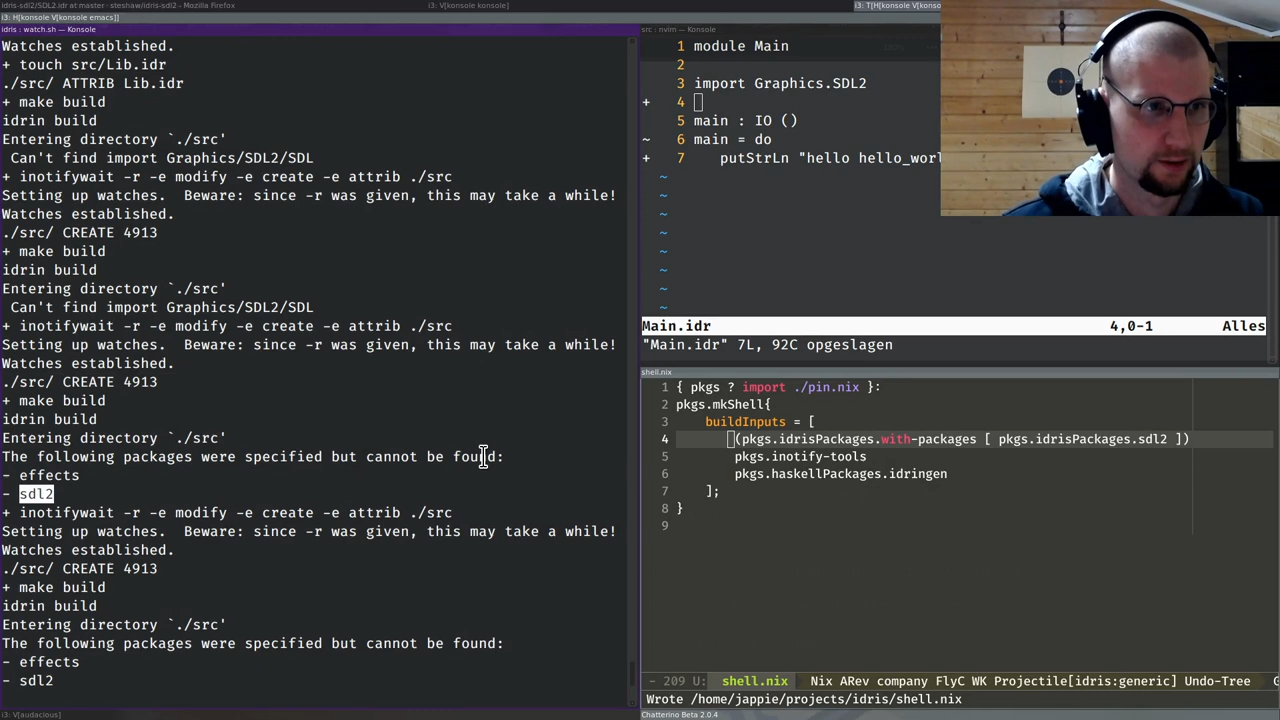 idris-sdl2/SDL2.idr at master · steshaw/idris-sdl2 - Mozilla Firefox
i3: V[konsole konsole]
i3: T[H[konsole V[konsole
i3: H[konsole V[konsole emacs]]
idris : watch.sh — Konsole
Watches established.
+ touch src/Lib.idr
./src/ ATTRIB Lib.idr
+ make build
idrin build
Entering directory `./src'
Can't find import Graphics/SDL2/SDL
+ inotifywait -r -e modify -e create -e attrib ./src
Setting up watches.  Beware: since -r was given, this may take a while!
Watches established.
./src/ CREATE 4913
+ make build
idrin build
Entering directory `./src'
Can't find import Graphics/SDL2/SDL
+ inotifywait -r -e modify -e create -e attrib ./src
Setting up watches.  Beware: since -r was given, this may take a while!
Watches established.
./src/ CREATE 4913
+ make build
idrin build
Entering directory `./src'
The following packages were specified but cannot be found:
- effects
- sdl2
+ inotifywait -r -e modify -e create -e attrib ./src
Setting up watches.  Beware: since -r was given, this may take a while!
Watches established.
./src/ CREATE 4913
+ make build
idrin build
Entering directory `./src'
The following packages were specified but cannot be found:
- effects
- sdl2
i3: V[audacious]
src : nvim — Konsole
1 module Main
2
3 import Graphics.SDL2
+ 4
5 main : IO ()
~ 6 main = do
+ 7 putStrLn "hello hello_worl
~
~
~
~
~
~
~
~
Main.idr 4,0-1 Alles
"Main.idr" 7L, 92C opgeslagen
shell.nix
1 { pkgs ? import ./pin.nix }:
2 pkgs.mkShell{
3 buildInputs = [
4 (pkgs.idrisPackages.with-packages [ pkgs.idrisPackages.sdl2 ])
5 pkgs.inotify-tools
6 pkgs.haskellPackages.idringen
7 ];
8 }
9
- 209 U: shell.nix Nix ARev company FlyC WK Projectile[idris:generic] Undo-Tree
Wrote /home/jappie/projects/idris/shell.nix
Chatterino Beta 2.0.4